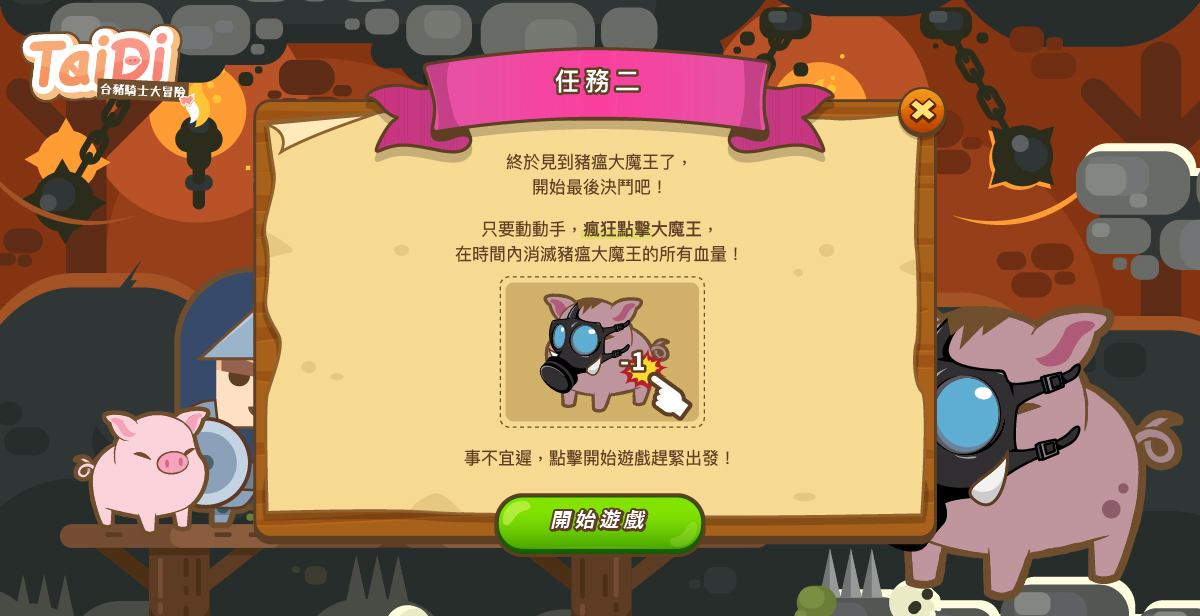 TaiDi
台豬騎士大冒險
任務二
終於見到豬瘟大魔王了，
開始最後決鬥吧！
只要動動手，瘋狂點擊大魔王，
在時間內消滅豬瘟大魔王的所有血量！
-1
事不宜遲，點擊開始遊戲趕緊出發！
開始遊戲